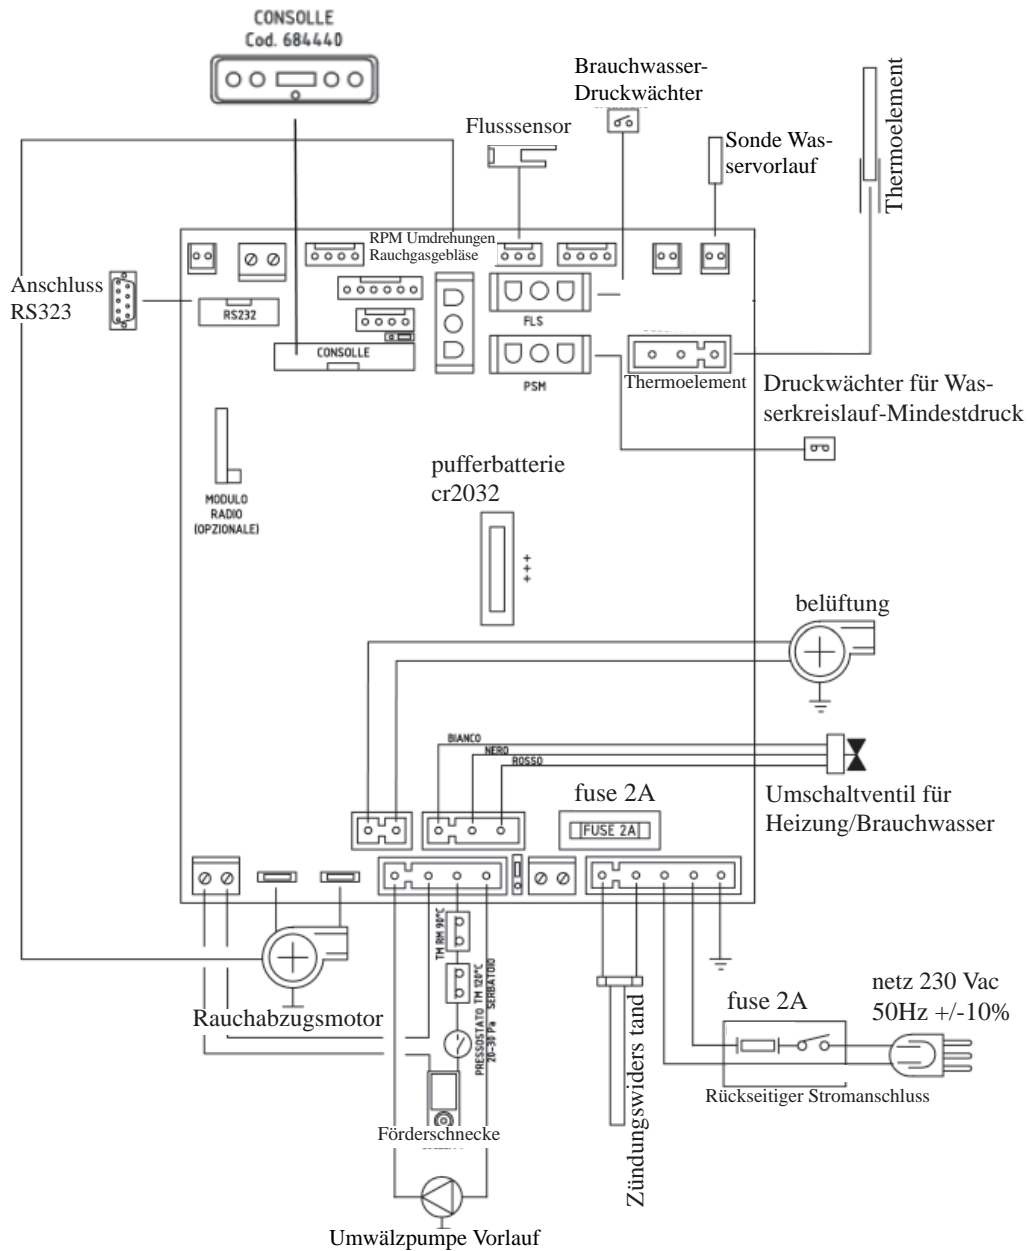 CONSOLLE
Cod. 684440
Brauchwasser-
Druckwächter
Flusssensor
Sonde Was-
servorlauf
Thermoelement
RPM Umdrehungen
Rauchgasgebläse
Anschluss
RS323
RS232
FLS
CONSOLLE
PSM
Thermoelement
Druckwächter für Was-
serkreislauf-Mindestdruck
pufferbatterie
cr2032
MODULO
RADIO
(OPZIONALE)
+++
belüftung
BIANCO
NERO
ROSSO
fuse 2A
FUSE 2A
Umschaltventil für
Heizung/Brauchwasser
TM RM 90°C
PRESSOSTATO TM 120°C
20-30 Pa SERBATOIO
Rauchabzugsmotor
Zündungswiders tand
fuse 2A
netz 230 Vac
50Hz +/-10%
Rückseitiger Stromanschluss
Förderschnecke
Umwälzpumpe Vorlauf